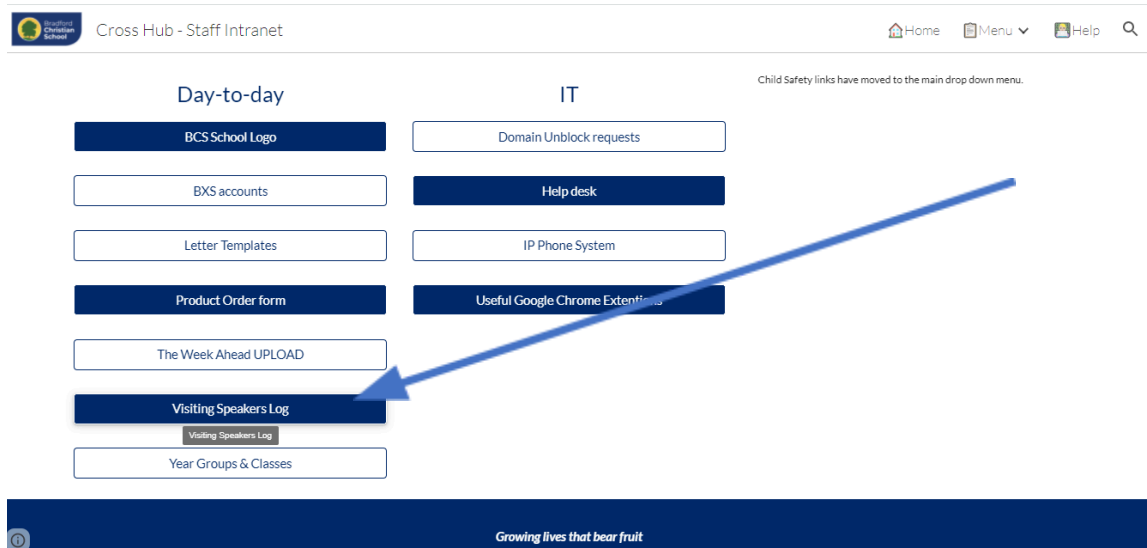 Bradford
Christian
School
Cross Hub - Staff Intranet
Home
Menu
Help
Day-to-day
BCS School Logo
BXS accounts
Letter Templates
Product Order form
The Week Ahead UPLOAD
Visiting Speakers Log
Visiting Speakers Log
Year Groups & Classes
IT
Domain Unblock requests
Help desk
IP Phone System
Useful Google Chrome Extentions
Child Safety links have moved to the main drop down menu.
Growing lives that bear fruit